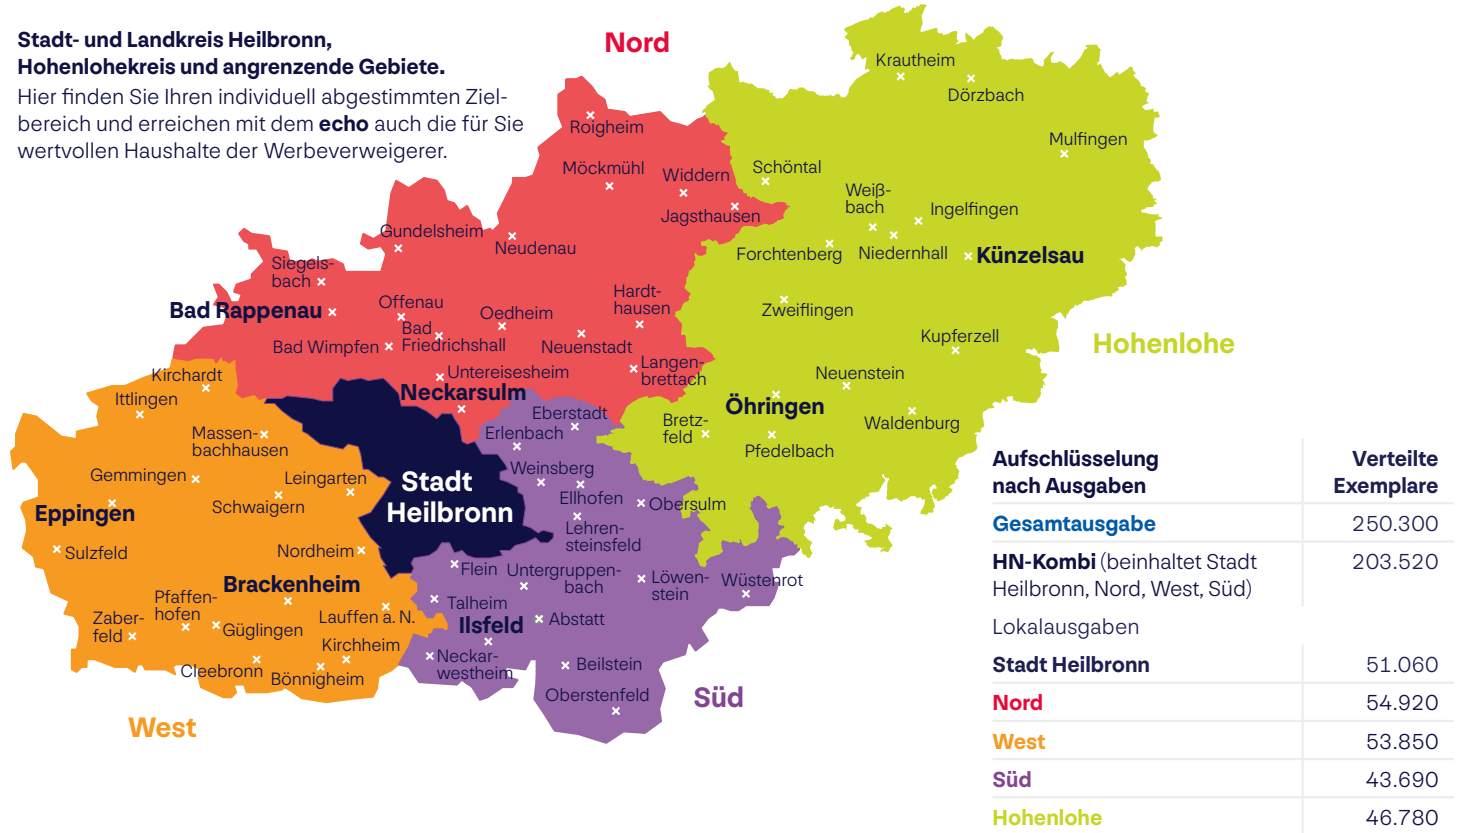 Stadt- und Landkreis Heilbronn,
Hohenlohekreis und angrenzende Gebiete.
Hier finden Sie Ihren individuell abgestimmten Ziel-
bereich und erreichen mit dem echo auch die für Sie
wertvollen Haushalte der Werbeverweigerer.
Nord
Roigheim
Möckmühl
Widdern
Jagsthausen
Gundelsheim
Neudenau
Siegels-
bach
Bad Rappenau
Offenau
Bad
Friedrichshall
Oedheim
Hardt-
hausen
Bad Wimpfen
Neuenstadt
Langen-
brettach
Untereisesheim
Neckarsulm
Krautheim
Dörzbach
Mulfingen
Schöntal
Weiß-
bach
Ingelfingen
Forchtenberg
Niedernhall
Künzelsau
Zweiflingen
Kupferzell
Hohenlohe
Neuenstein
Öhringen
Waldenburg
Bretz-
feld
Pfedelbach
Kirchardt
Ittlingen
Massen-
bachhausen
Gemmingen
Leingarten
Schwaigern
Eppingen
Sulzfeld
Nordheim
Brackenheim
Pfaffen-
hofen
Zaber-
feld
Güglingen
Lauffen a. N.
Kirchheim
Cleebronn
Bönnigheim
West
Stadt
Heilbronn
Eberstadt
Erlenbach
Weinsberg
Ellhofen
Obersulm
Lehren-
steinsfeld
Flein
Untergruppen-
bach
Löwen-
stein
Wüstenrot
Talheim
Ilsfeld
Abstatt
Neckar-
westheim
Beilstein
Oberstenfeld
Süd
Aufschlüsselung
nach Ausgaben
Verteilte
Exemplare
Gesamtausgabe 250.300
HN-Kombi (beinhaltet Stadt 203.520
Heilbronn, Nord, West, Süd)
Lokalausgaben
Stadt Heilbronn 51.060
Nord 54.920
West 53.850
Süd 43.690
Hohenlohe 46.780